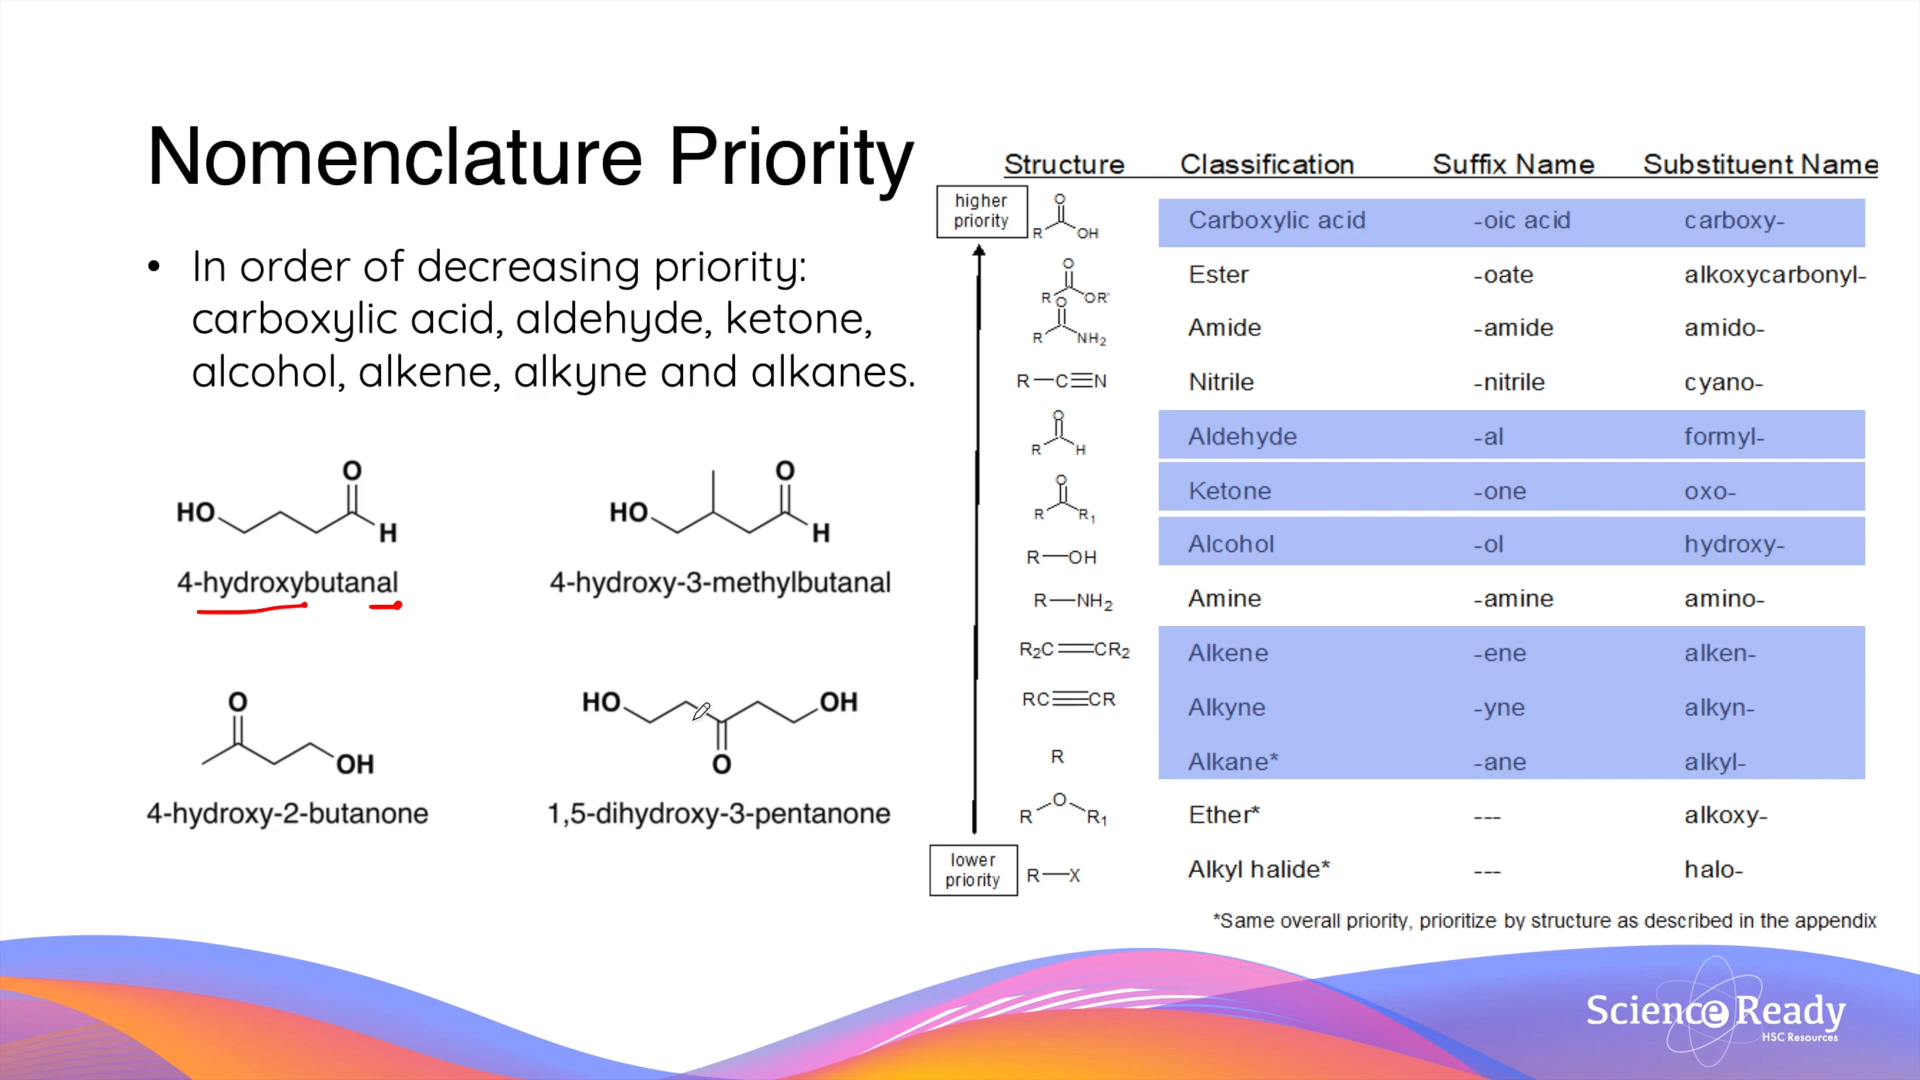 Nomenclature Priority
• In order of decreasing priority:
carboxylic acid, aldehyde, ketone,
alcohol, alkene, alkyne and alkanes.
HO O H
4-hydroxybutanal
HO O H
4-hydroxy-3-methylbutanal
O OH
4-hydroxy-2-butanone
HO O OH
1,5-dihydroxy-3-pentanone
Structure Classification Suffix Name Substituent Name
higher
priority
R O OH Carboxylic acid -oic acid carboxy-
R O OR' Ester -oate alkoxycarbonyl-
R O NH2 Amide -amide amido-
R C N Nitrile -nitrile cyano-
R O H Aldehyde -al formyl-
R O R1 Ketone -one oxo-
R OH Alcohol -ol hydroxy-
R NH2 Amine -amine amino-
R2C CR2 Alkene -ene alken-
RC CR Alkyne -yne alkyn-
R Alkane* -ane alkyl-
R O R1 Ether* --- alkoxy-
lower
priority
R X Alkyl halide* --- halo-
*Same overall priority, prioritize by structure as described in the appendix
Science Ready
HSC Resources